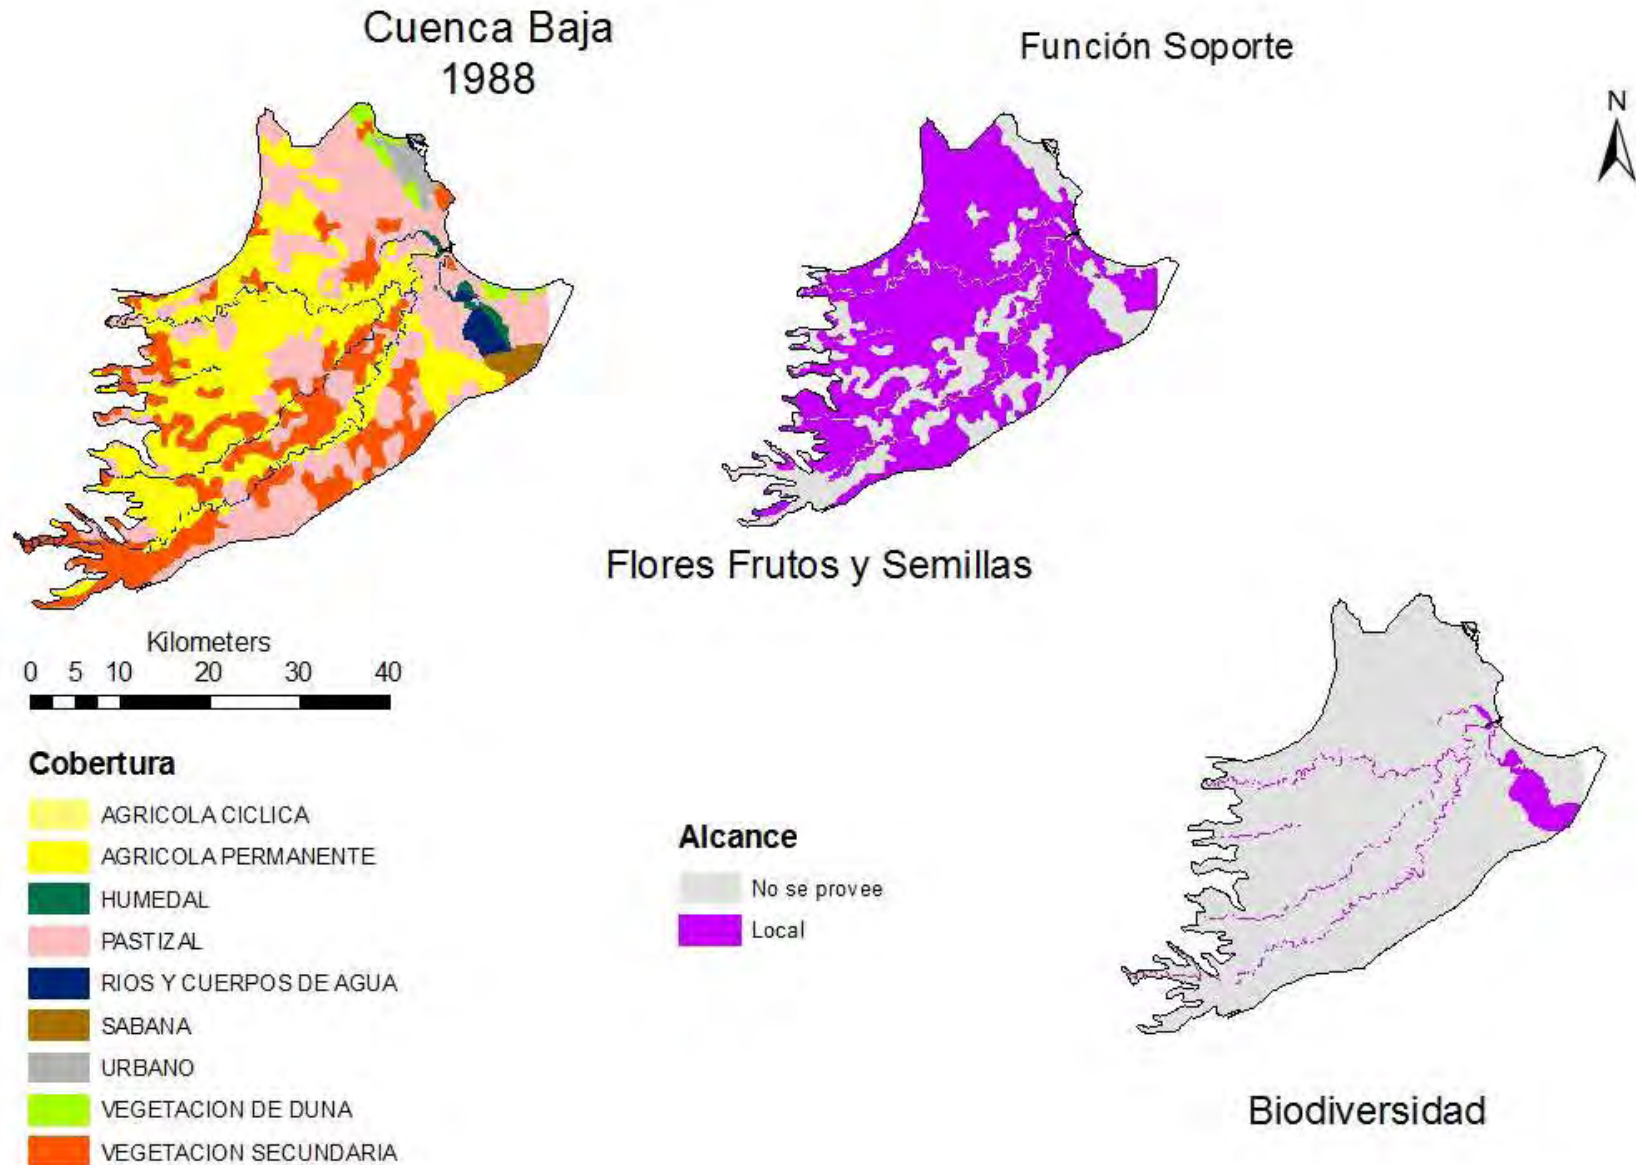 Cuenca Baja
1988
Función Soporte
N
Flores Frutos y Semillas
Kilometers
0 5 10 20 30 40
Cobertura
AGRICOLA CICLICA
AGRICOLA PERMANENTE
HUMEDAL
PASTIZAL
RIOS Y CUERPOS DE AGUA
SABANA
URBANO
VEGETACION DE DUNA
VEGETACION SECUNDARIA
Alcance
No se provee
Local
Biodiversidad